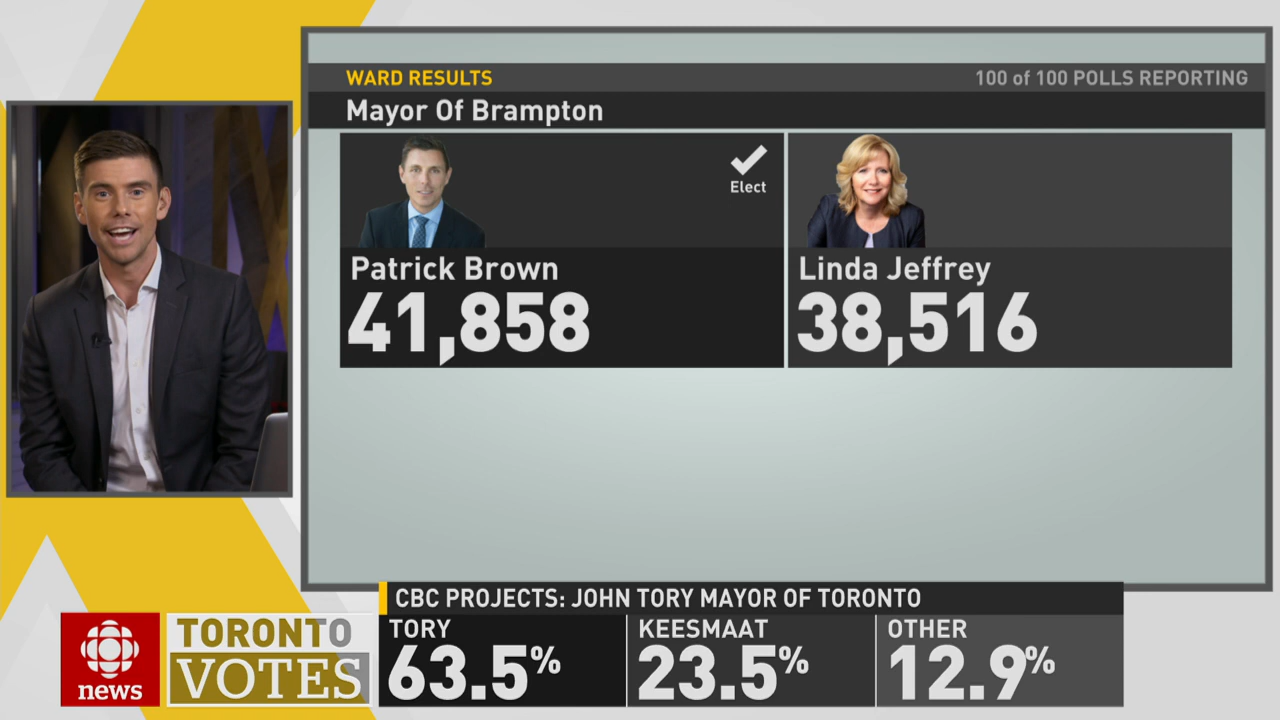 WARD RESULTS
100 of 100 POLLS REPORTING
Mayor Of Brampton
Elect
Patrick Brown
41,858
Linda Jeffrey
38,516
CBC PROJECTS: JOHN TORY MAYOR OF TORONTO
TORY
63.5%
KEESMAAT
23.5%
OTHER
12.9%
news
TORONTO
VOTES